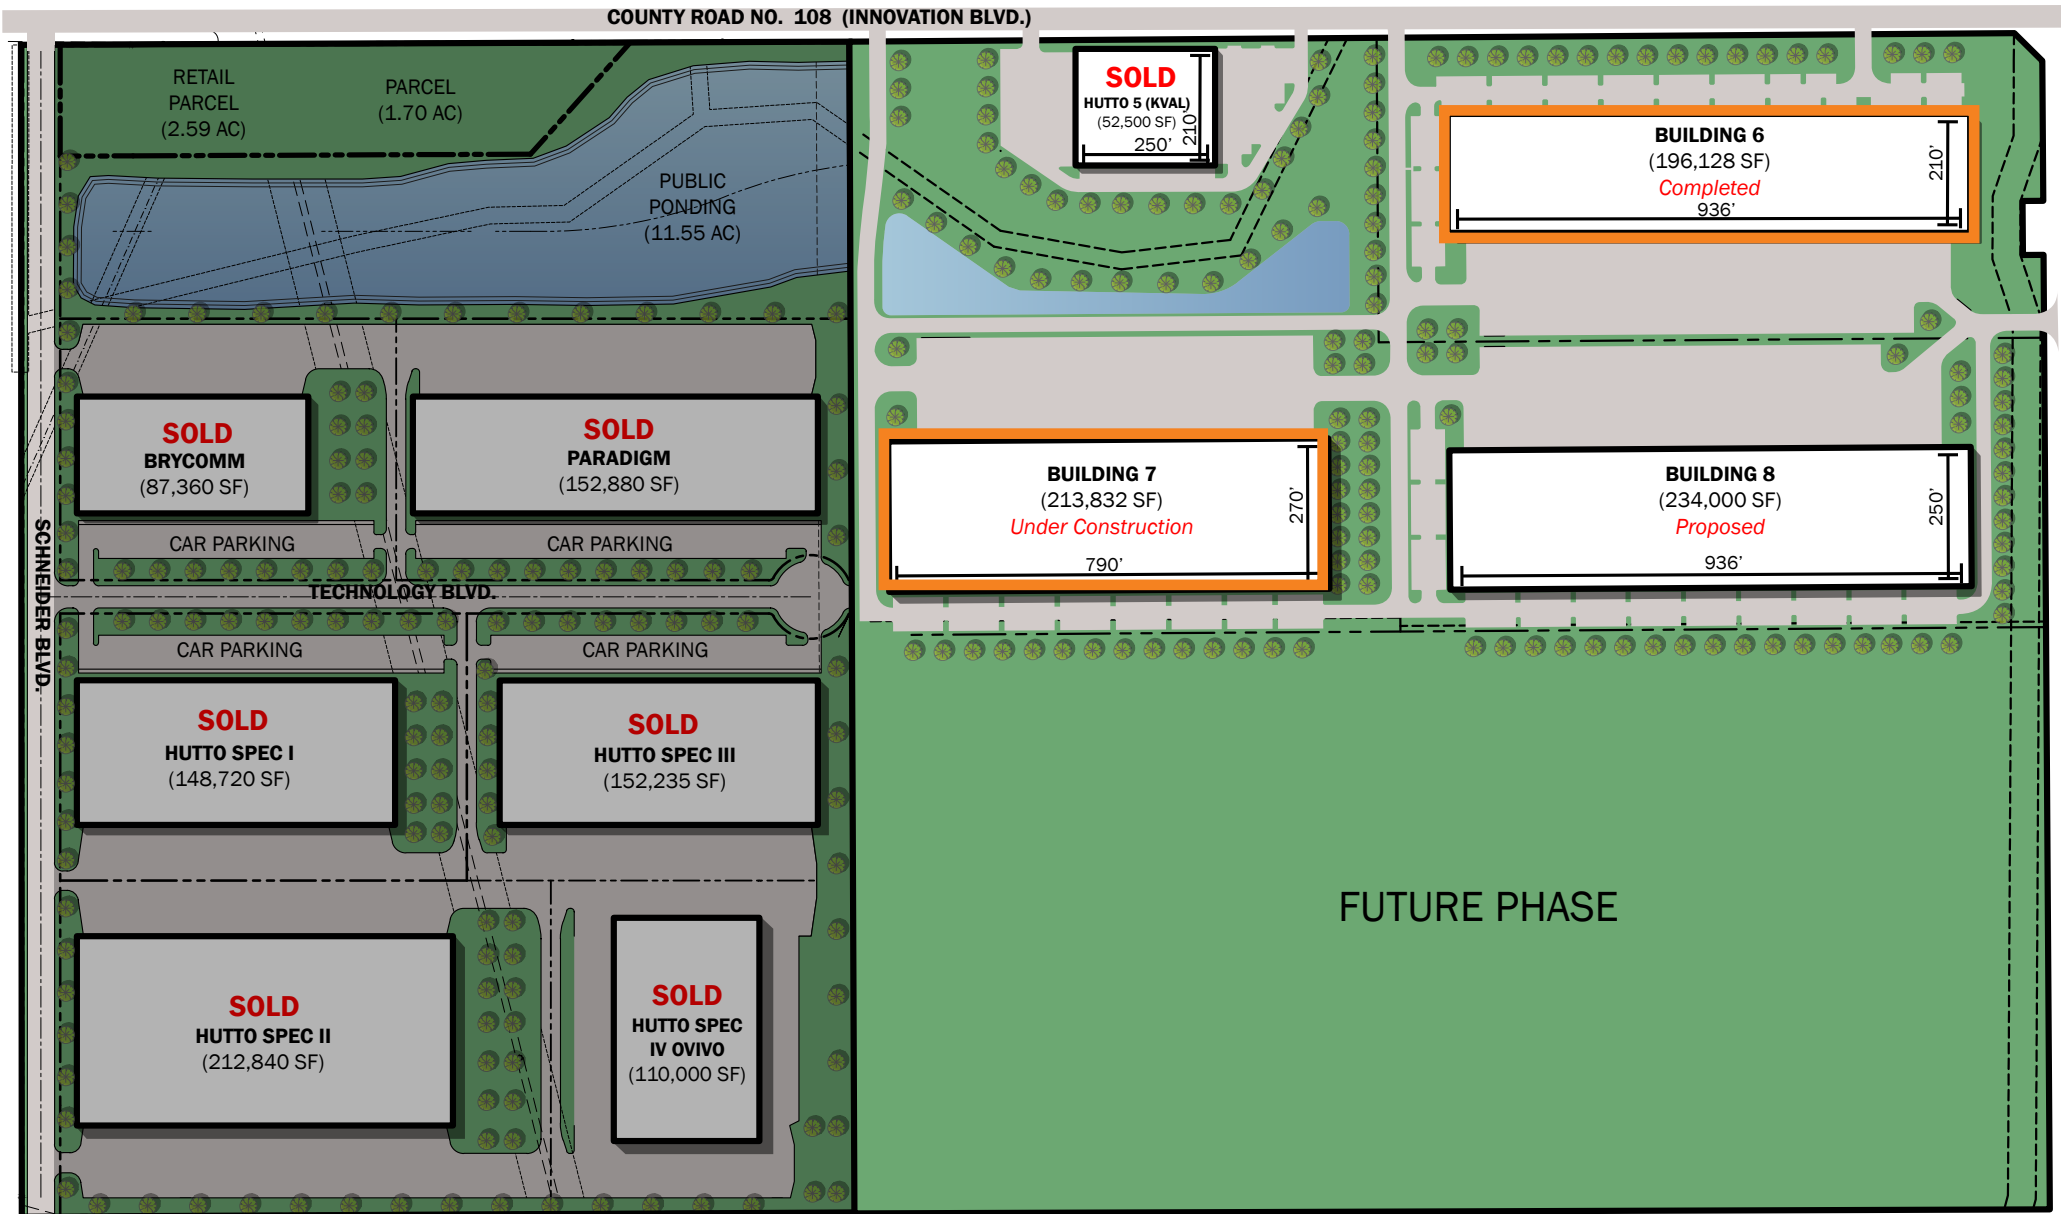 COUNTY ROAD NO. 108 (INNOVATION BLVD.)
RETAIL
PARCEL
(2.59 AC)
PARCEL
(1.70 AC)
PUBLIC
PONDING
(11.55 AC)
SOLD
HUTTO 5 (KVAL)
(52,500 SF)
250'
210'
BUILDING 6
(196,128 SF)
Completed
936'
210'
SOLD
BRYCOMM
(87,360 SF)
SOLD
PARADIGM
(152,880 SF)
BUILDING 7
(213,832 SF)
Under Construction
790'
270'
BUILDING 8
(234,000 SF)
Proposed
936'
250'
CAR PARKING
CAR PARKING
SCHNEIDER BLVD.
TECHNOLOGY BLVD.
CAR PARKING
CAR PARKING
SOLD
HUTTO SPEC I
(148,720 SF)
SOLD
HUTTO SPEC III
(152,235 SF)
FUTURE PHASE
SOLD
HUTTO SPEC II
(212,840 SF)
SOLD
HUTTO SPEC
IV OVIVO
(110,000 SF)